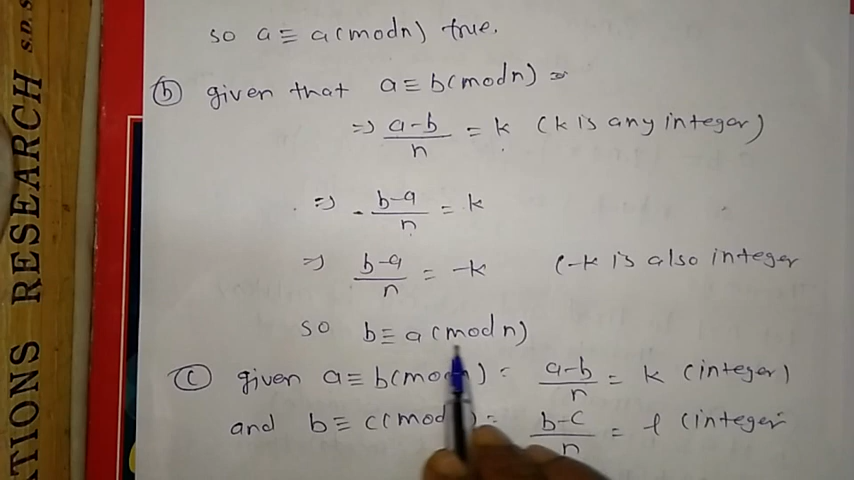 so a ≡ a(mod n) true.
(b) given that a ≡ b(mod n) =
=> a-b/n = k (k is any integer)
=> - b-a/n = k
=> b-a/n = -k (-k is also integer
so b ≡ a(mod n)
(c) given a ≡ b(mod n) = a-b/n = k (integer)
and b ≡ c(mod ) = b-c/n = l (integer
ATIONS RESEARCH S.D.S